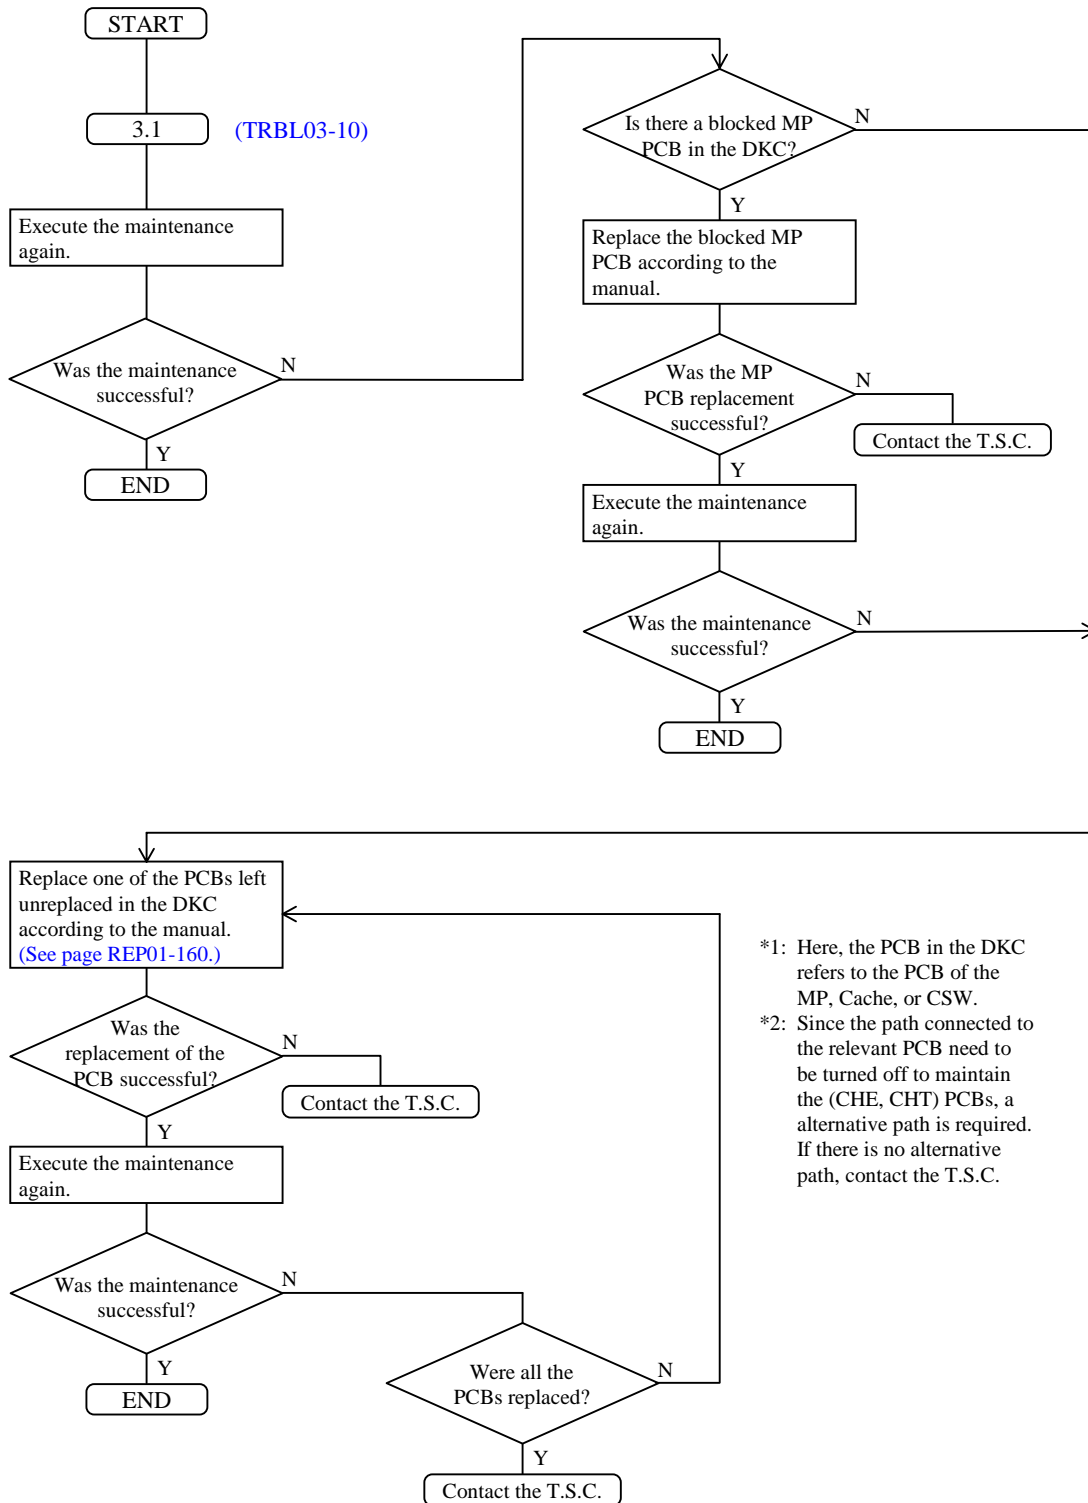 START
3.1
(TRBL03-10)
Execute the maintenance
again.
Was the maintenance
successful?
N
Y
END
Is there a blocked MP
PCB in the DKC?
N
Y
Replace the blocked MP
PCB according to the
manual.
Was the MP
PCB replacement
successful?
N
Contact the T.S.C.
Y
Execute the maintenance
again.
Was the maintenance
successful?
N
Y
END
Replace one of the PCBs left
unreplaced in the DKC
according to the manual.
(See page REP01-160.)
Was the
replacement of the
PCB successful?
N
Contact the T.S.C.
Y
Execute the maintenance
again.
Was the maintenance
successful?
N
Y
END
Were all the
PCBs replaced?
N
Y
Contact the T.S.C.
*1: Here, the PCB in the DKC
refers to the PCB of the
MP, Cache, or CSW.
*2: Since the path connected to
the relevant PCB need to
be turned off to maintain
the (CHE, CHT) PCBs, a
alternative path is required.
If there is no alternative
path, contact the T.S.C.